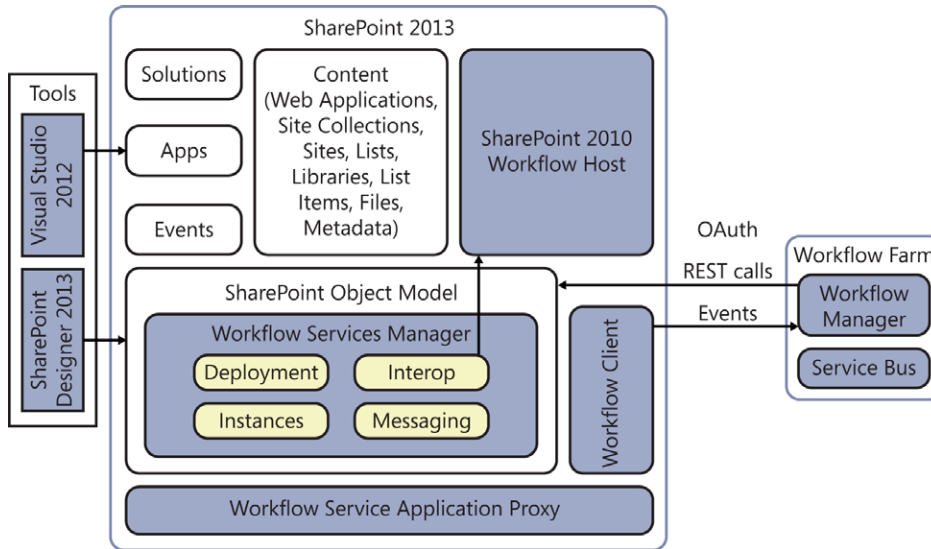 SharePoint 2013
Tools
Visual Studio
2012
SharePoint
Designer 2013
Solutions
Apps
Events
Content
(Web Applications,
Site Collections,
Sites, Lists,
Libraries, List
Items, Files,
Metadata)
SharePoint 2010
Workflow Host
SharePoint Object Model
Workflow Services Manager
Deployment
Interop
Instances
Messaging
Workflow Client
Workflow Service Application Proxy
OAuth
REST calls
Events
Workflow Farm
Workflow
Manager
Service Bus